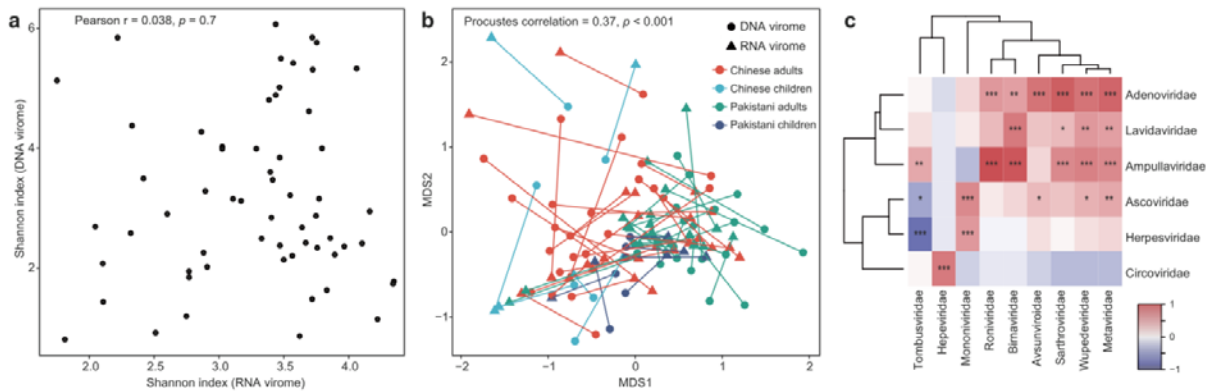 a
Pearson r = 0.038, p = 0.7
6
4
2
2.0 2.5 3.0 3.5 4.0
Shannon index (DNA virome)
Shannon index (RNA virome)
b
Procustes correlation = 0.37, p < 0.001
DNA virome
RNA virome
Chinese adults
Chinese children
Pakistani adults
Pakistani children
2
1
0
−1
−2 −1 0 1 2
MDS2
MDS1
c
Adenoviridae
Lavidaviridae
Ampullaviridae
Ascoviridae
Herpesviridae
Circoviridae
*** ** *** *** *** ***
*** * ** **
** *** *** *** *** ***
* *** * * **
*** ***
***
Tombusviridae
Hepeviridae
Mononiviridae
Roniviridae
Birnaviridae
Avsunviroidae
Sarthroviridae
Wupedeviridae
Metaviridae
1
0
−1